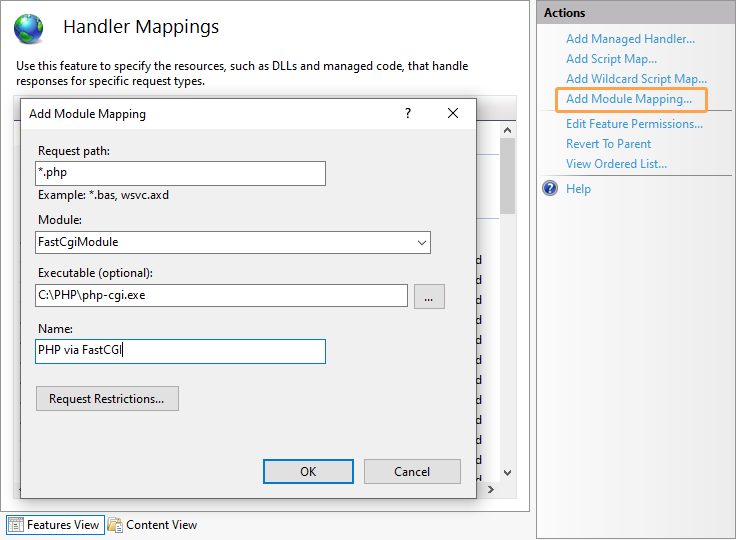 Handler Mappings
Use this feature to specify the resources, such as DLLs and managed code, that handle
responses for specific request types.
Add Module Mapping
?
Request path:
*.php
Example: *.bas, wsvc.axd
Module:
FastCgiModule
Executable (optional):
C:\PHP\php-cgi.exe
...
Name:
PHP via FastCGI
Request Restrictions...
OK
Cancel
Features View
Content View
Actions
Add Managed Handler...
Add Script Map...
Add Wildcard Script Map...
Add Module Mapping...
Edit Feature Permissions...
Revert To Parent
View Ordered List...
Help